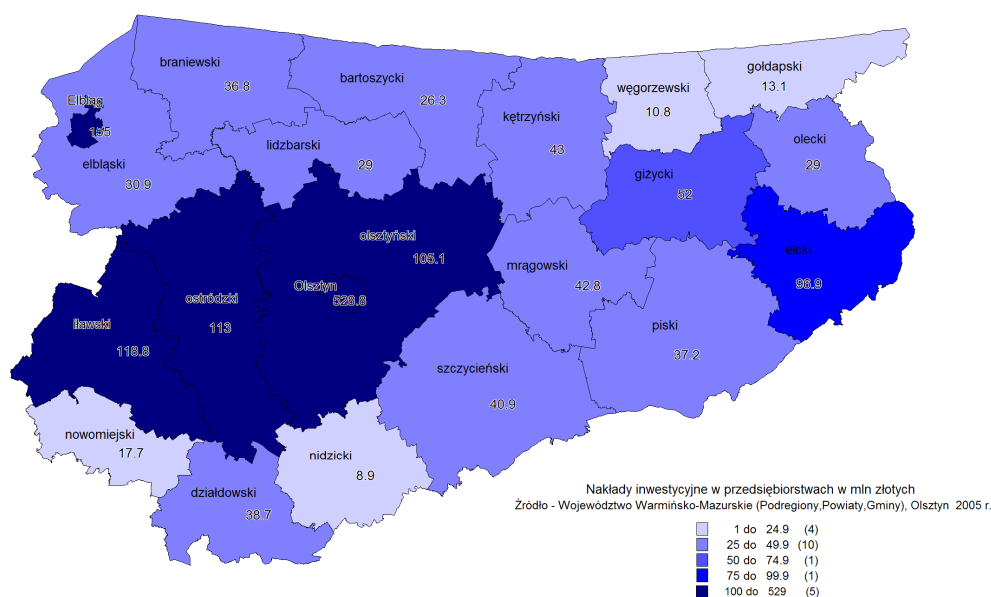 braniewski
36.8
bartoszycki
26.3
gołdapski
13.1
węgorzewski
10.8
Elbląg
155
kętrzyński
43
olecki
29
lidzbarski
29
elbląski
30.9
giżycki
52
olsztyński
105.1
ełcki
96.9
mrągowski
42.8
Olsztyn
528.8
ostródzki
113
iławski
118.8
piski
37.2
szczycieński
40.9
nowomiejski
17.7
nidzicki
8.9
działdowski
38.7
Nakłady inwestycyjne w przedsiębiorstwach w mln złotych
Źródło - Województwo Warmińsko-Mazurskie (Podregiony,Powiaty,Gminy), Olsztyn 2005 r.
1 do 24.9 (4)
25 do 49.9 (10)
50 do 74.9 (1)
75 do 99.9 (1)
100 do 529 (5)